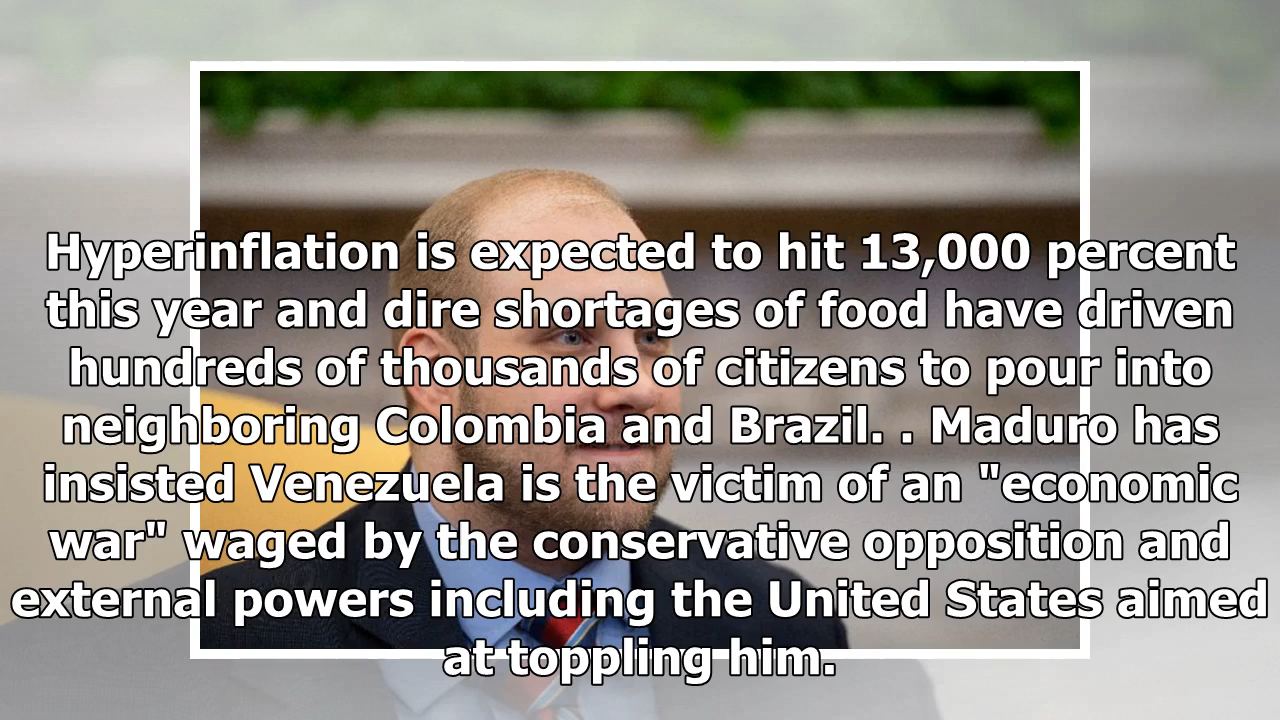 Hyperinflation is expected to hit 13,000 percent
this year and dire shortages of food have driven
hundreds of thousands of citizens to pour into
neighboring Colombia and Brazil. . Maduro has
insisted Venezuela is the victim of an "economic
war" waged by the conservative opposition and
external powers including the United States aimed
at toppling him.